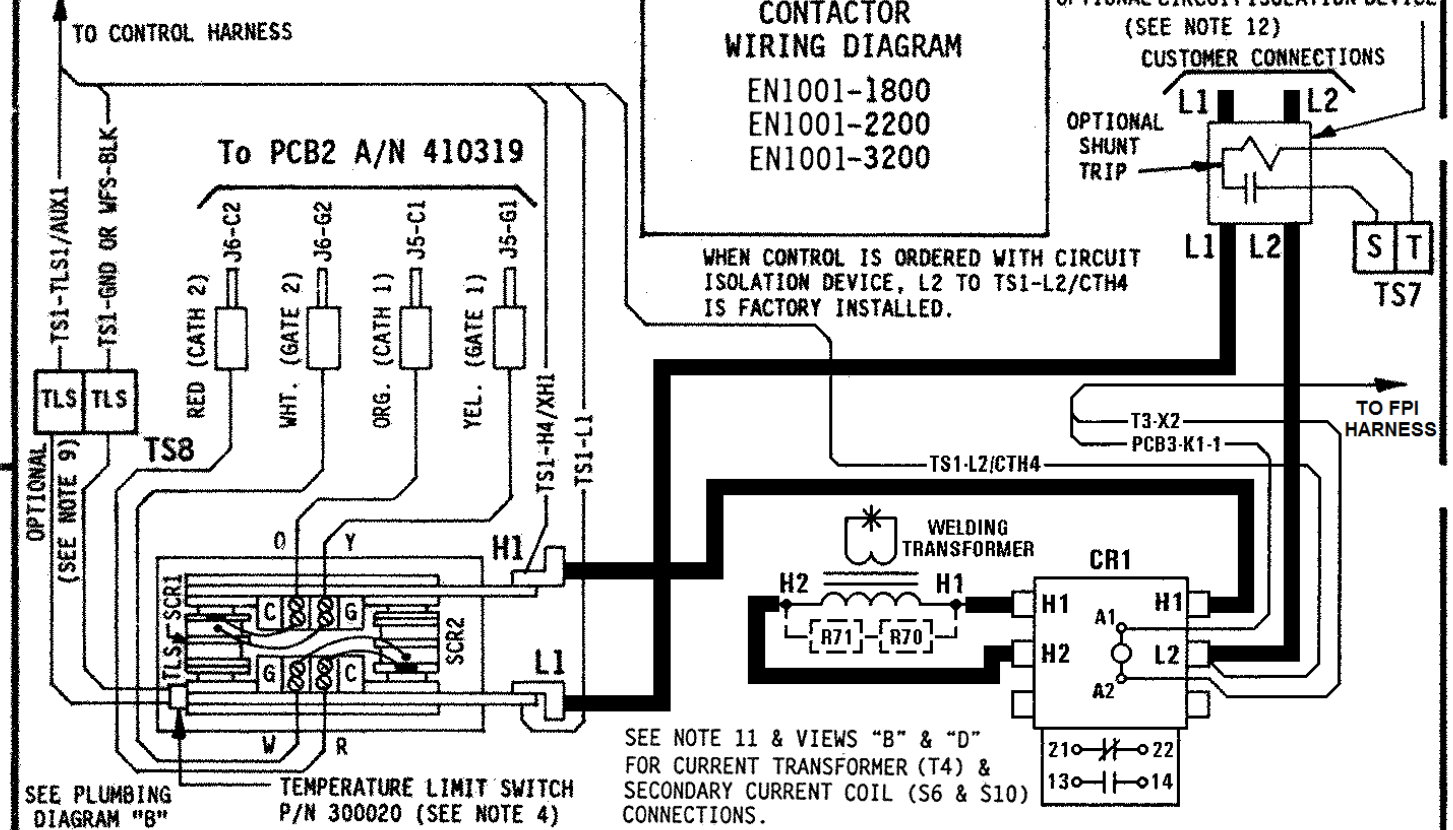 TO CONTROL HARNESS
CONTACTOR
WIRING DIAGRAM
EN1001-1800
EN1001-2200
EN1001-3200
OPTIONAL CIRCUIT ISOLATION DEVICE
(SEE NOTE 12)
CUSTOMER CONNECTIONS
L1
L2
OPTIONAL
SHUNT
TRIP
L1
L2
S
T
TS7
WHEN CONTROL IS ORDERED WITH CIRCUIT
ISOLATION DEVICE, L2 TO TS1-L2/CTH4
IS FACTORY INSTALLED.
To PCB2 A/N 410319
TS1-TLS1/AUX1
TS1-GND OR WFS-BLK
J6-C2
J6-G2
J5-C1
J5-G1
RED (CATH 2)
WHT. (GATE 2)
ORG. (CATH 1)
YEL. (GATE 1)
TLS
TLS
TS8
OPTIONAL
(SEE NOTE 9)
TS1-H4/XH1
TS1-L1
TO FPI
HARNESS
T3-X2
PCB3-K1-1
TS1-L2/CTH4
O
Y
H1
C
G
G
C
TLS
SCR1
SCR2
L1
W
R
WELDING
TRANSFORMER
H2
H1
R71
R70
CR1
H1
H1
A1
H2
L2
A2
21
22
13
14
SEE NOTE 11 & VIEWS "B" & "D"
FOR CURRENT TRANSFORMER (T4) &
SECONDARY CURRENT COIL (S6 & S10)
CONNECTIONS.
TEMPERATURE LIMIT SWITCH
P/N 300020 (SEE NOTE 4)
SEE PLUMBING
DIAGRAM "B"